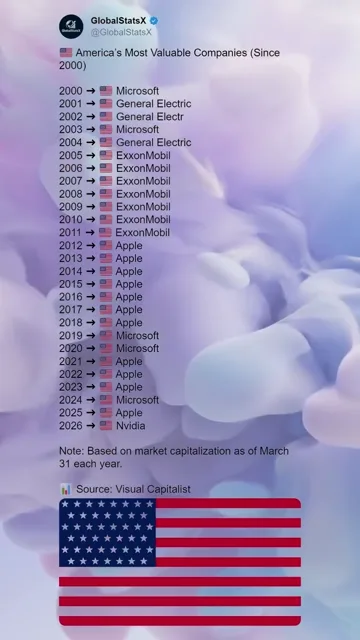 GlobalStatsX
@GlobalStatsX
🇺🇸 America's Most Valuable Companies (Since
2000)
2000 → 🇺🇸 Microsoft
2001 → 🇺🇸 General Electric
2002 → 🇺🇸 General Electr
2003 → 🇺🇸 Microsoft
2004 → 🇺🇸 General Electric
2005 → 🇺🇸 ExxonMobil
2006 → 🇺🇸 ExxonMobil
2007 → 🇺🇸 ExxonMobil
2008 → 🇺🇸 ExxonMobil
2009 → 🇺🇸 ExxonMobil
2010 → 🇺🇸 ExxonMobil
2011 → 🇺🇸 ExxonMobil
2012 → 🇺🇸 Apple
2013 → 🇺🇸 Apple
2014 → 🇺🇸 Apple
2015 → 🇺🇸 Apple
2016 → 🇺🇸 Apple
2017 → 🇺🇸 Apple
2018 → 🇺🇸 Apple
2019 → 🇺🇸 Microsoft
2020 → 🇺🇸 Microsoft
2021 → 🇺🇸 Apple
2022 → 🇺🇸 Apple
2023 → 🇺🇸 Apple
2024 → 🇺🇸 Microsoft
2025 → 🇺🇸 Apple
2026 → 🇺🇸 Nvidia
Note: Based on market capitalization as of March
31 each year.
📊 Source: Visual Capitalist